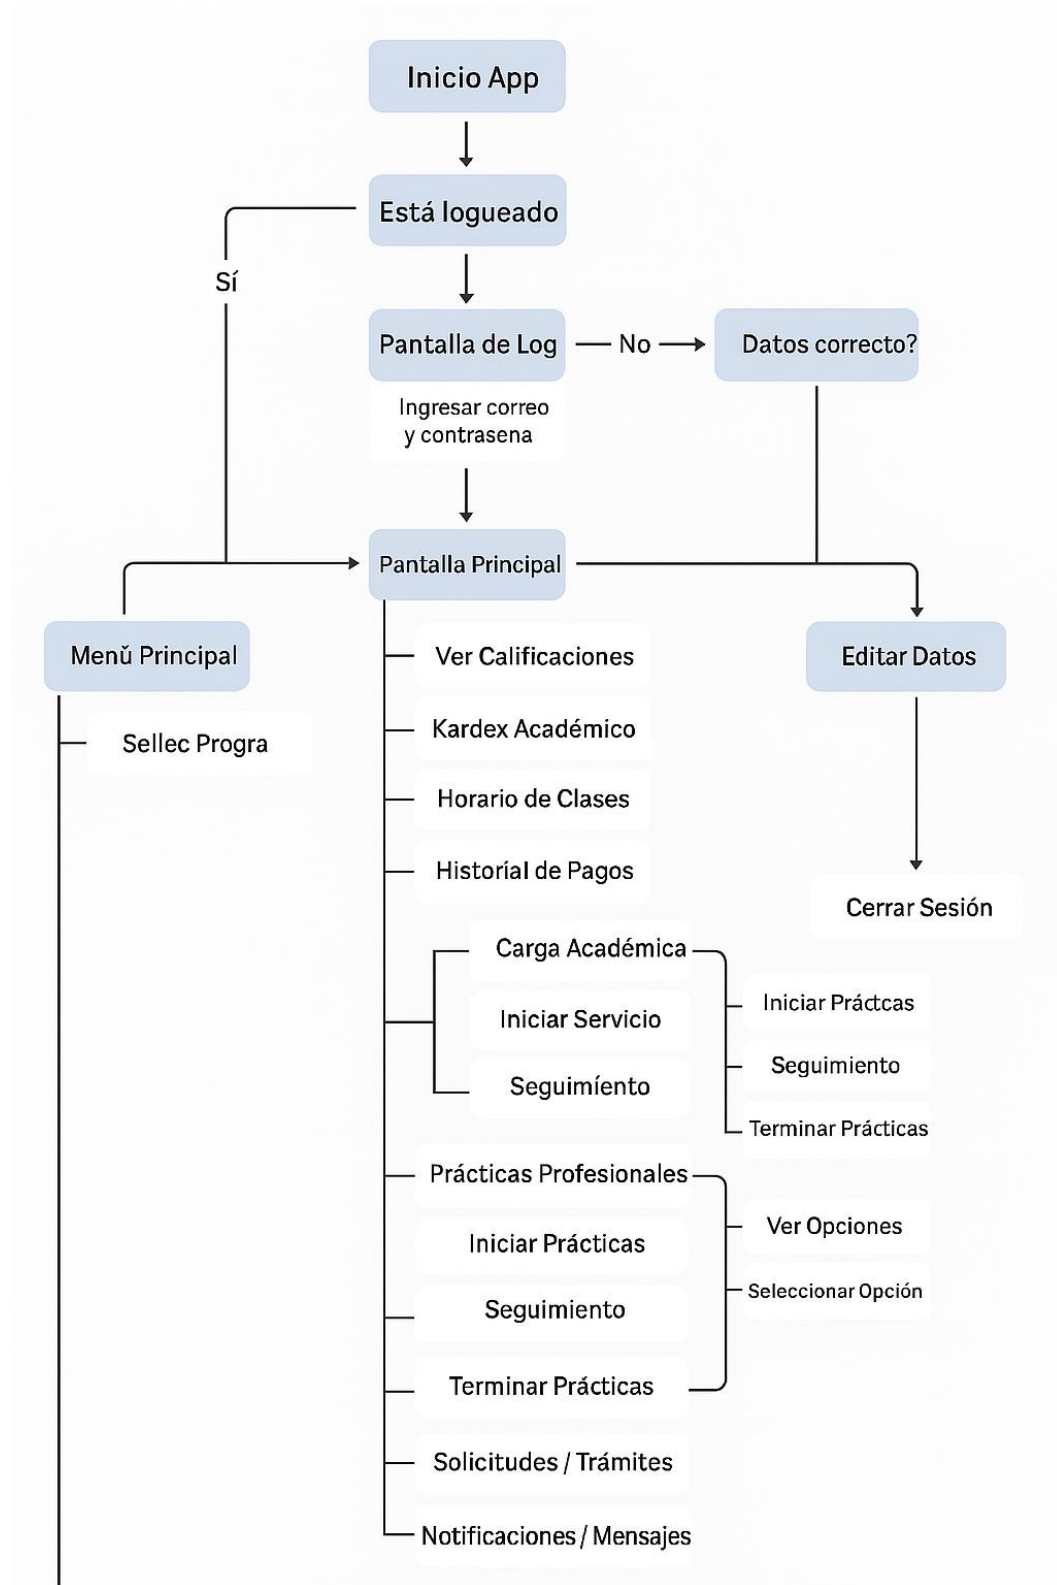 Inicio App
Está logueado
Sí
Pantalla de Log
No
Datos correcto?
Ingresar correo
y contrasena
Pantalla Principal
Menŭ Principal
Editar Datos
Ver Calificaciones
Sellec Progra
Kardex Académico
Horario de Clases
Historíal de Pagos
Cerrar Sesión
Carga Académica
Iniciar Servicio
Seguimíento
Iniciar Práctcas
Seguimiento
Terminar Prácticas
Prácticas Profesionales
Iniciar Prácticas
Seguimiento
Terminar Prácticas
Ver Opciones
Seleccionar Opción
Solicitudes / Trámites
Notificaciones / Mensajes